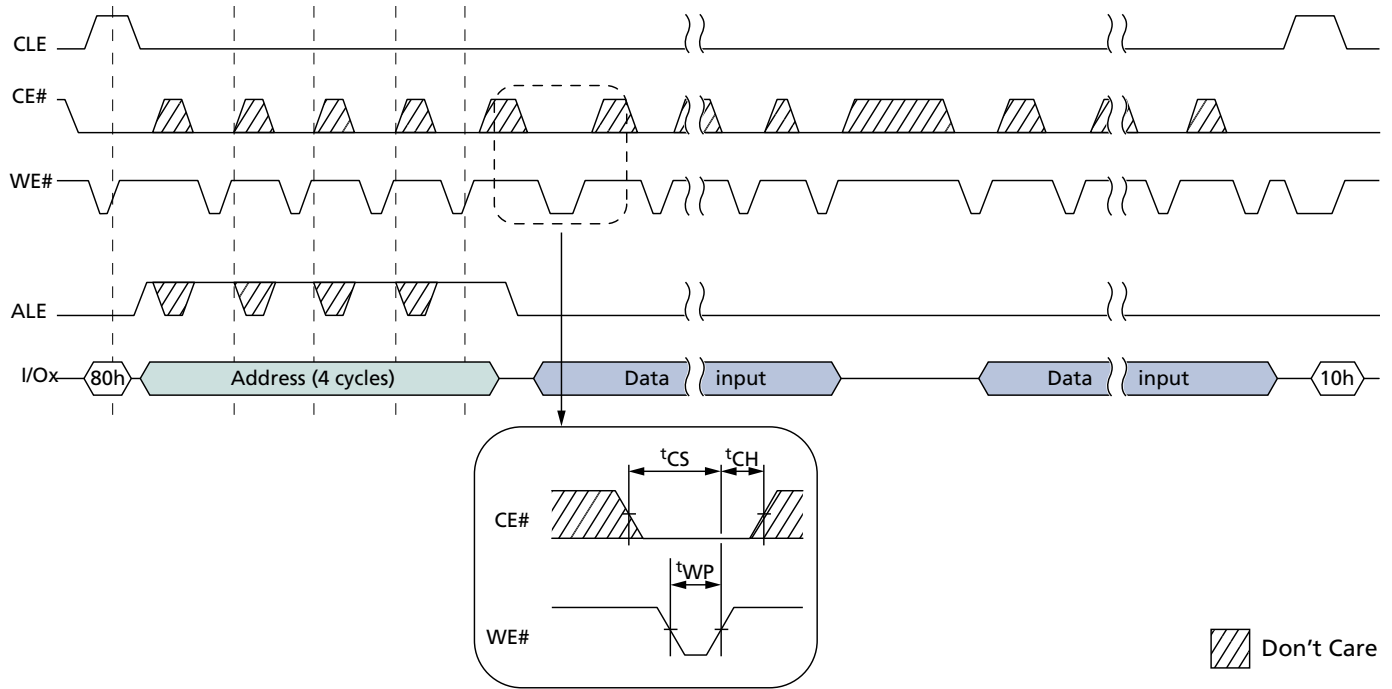 CLE
CE#
WE#
ALE
I/Ox 80h Address (4 cycles) Data input Data input 10h
tCS tCH
CE#
tWP
WE#
Don't Care